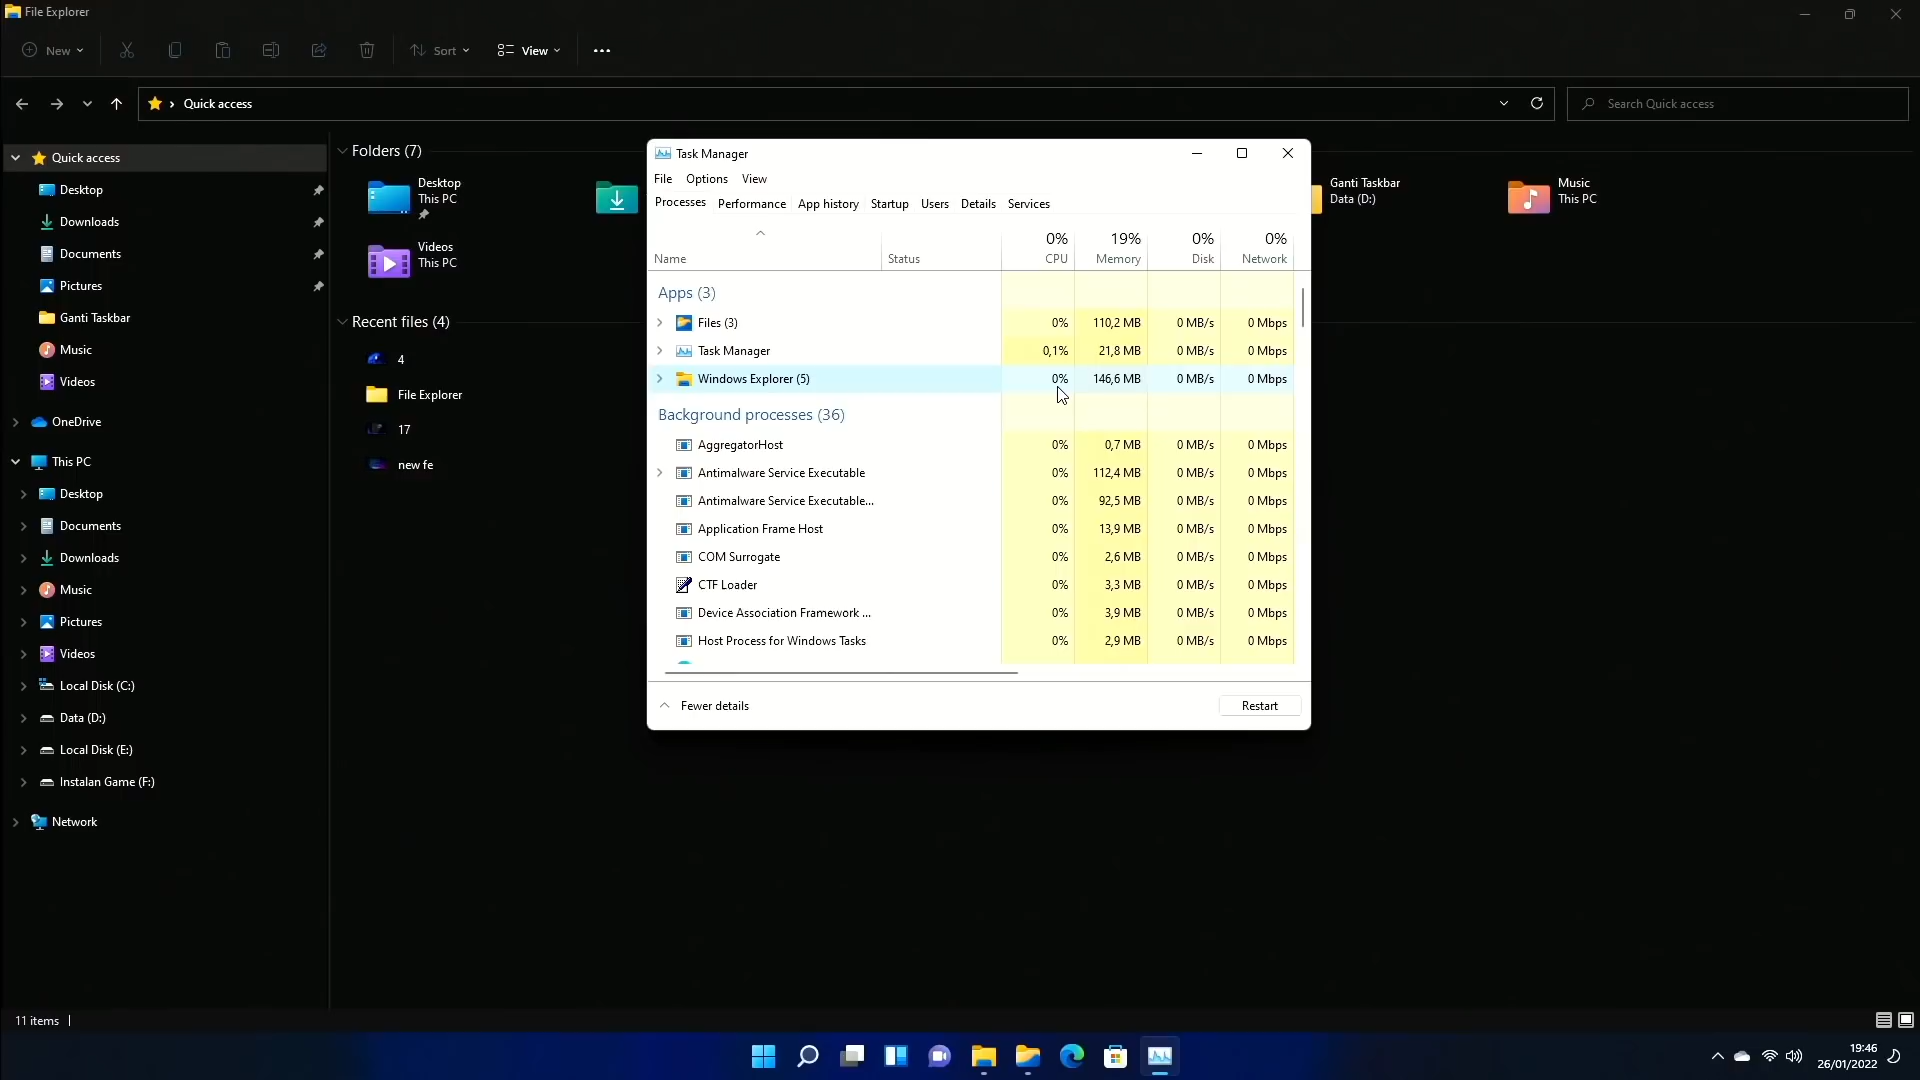 File Explorer
New
Sort
View
Quick access
Search Quick access
Quick access
Desktop
Downloads
Documents
Pictures
Ganti Taskbar
Music
Videos
OneDrive
This PC
Desktop
Documents
Downloads
Music
Pictures
Videos
Local Disk (C:)
Data (D:)
Local Disk (E:)
Instalan Game (F:)
Network
Folders (7)
Desktop
This PC
Videos
This PC
Ganti Taskbar
Data (D:)
Music
This PC
Recent files (4)
4
File Explorer
17
new fe
Task Manager
File Options View
Processes Performance App history Startup Users Details Services
0% 19% 0% 0%
Name Status CPU Memory Disk Network
Apps (3)
Files (3) 0% 110,2 MB 0 MB/s 0 Mbps
Task Manager 0,1% 21,8 MB 0 MB/s 0 Mbps
Windows Explorer (5) 0% 146,6 MB 0 MB/s 0 Mbps
Background processes (36)
AggregatorHost 0% 0,7 MB 0 MB/s 0 Mbps
Antimalware Service Executable 0% 112,4 MB 0 MB/s 0 Mbps
Antimalware Service Executable... 0% 92,5 MB 0 MB/s 0 Mbps
Application Frame Host 0% 13,9 MB 0 MB/s 0 Mbps
COM Surrogate 0% 2,6 MB 0 MB/s 0 Mbps
CTF Loader 0% 3,3 MB 0 MB/s 0 Mbps
Device Association Framework ... 0% 3,9 MB 0 MB/s 0 Mbps
Host Process for Windows Tasks 0% 2,9 MB 0 MB/s 0 Mbps
Fewer details
Restart
11 items
19:46
26/01/2022